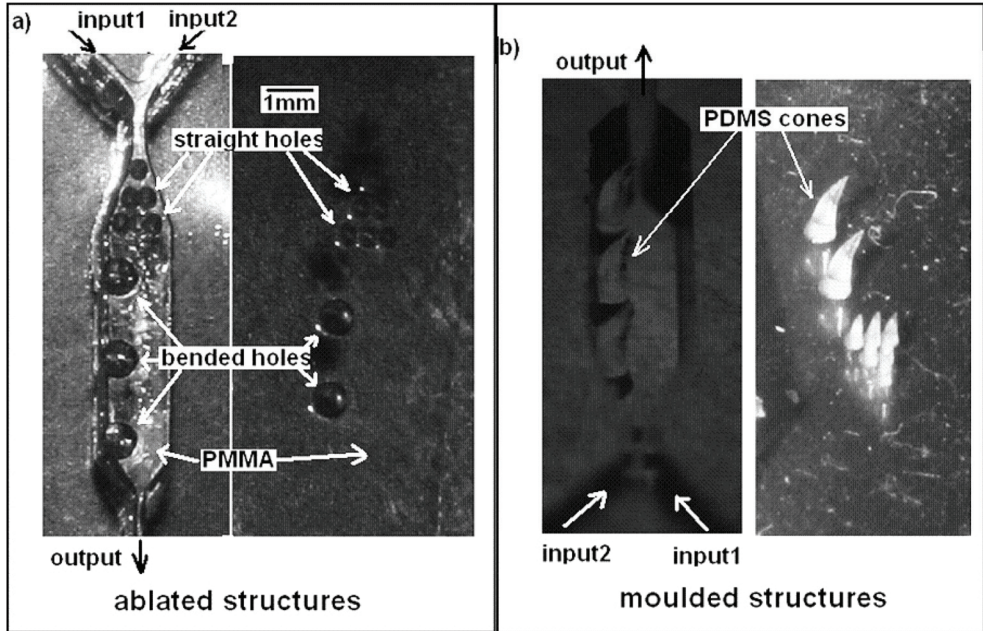 a)
input1 input2
1mm
straight holes
bended holes
PMMA
output
ablated structures
b)
output
PDMS cones
input2 input1
moulded structures